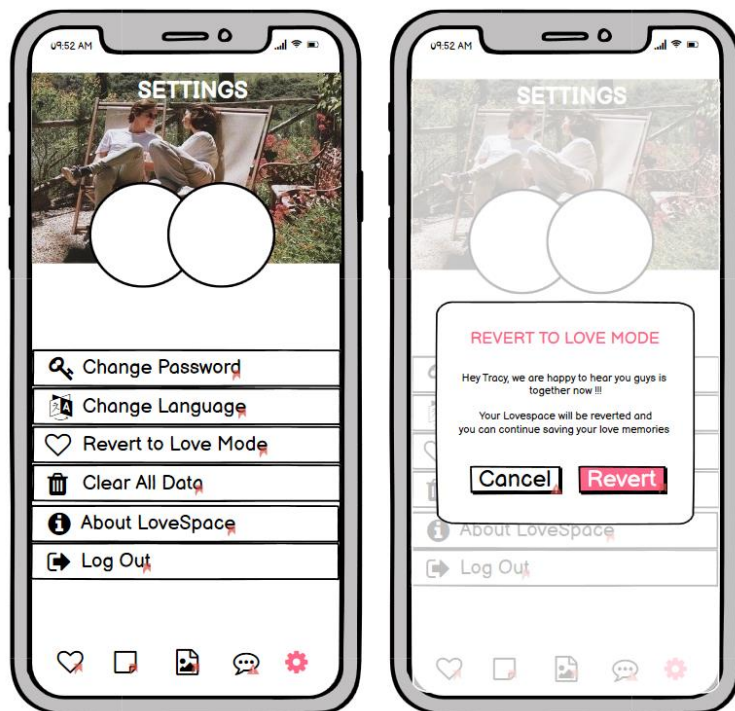 09:52 AM
SETTINGS
Change Password
Change Language
Revert to Love Mode
Clear All Data
About LoveSpace
Log Out
09:52 AM
SETTINGS
REVERT TO LOVE MODE
Hey Tracy, we are happy to hear you guys is
together now !!!
Your Lovespace will be reverted and
you can continue saving your love memories
Cancel Revert
About LoveSpace
Log Out